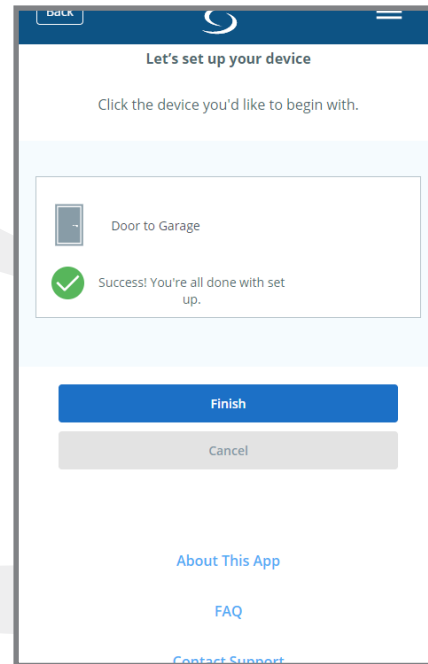 Back
Let’s set up your device
Click the device you'd like to begin with.
Door to Garage
Success! You're all done with set
up.
Finish
Cancel
About This App
FAQ
Contact Support